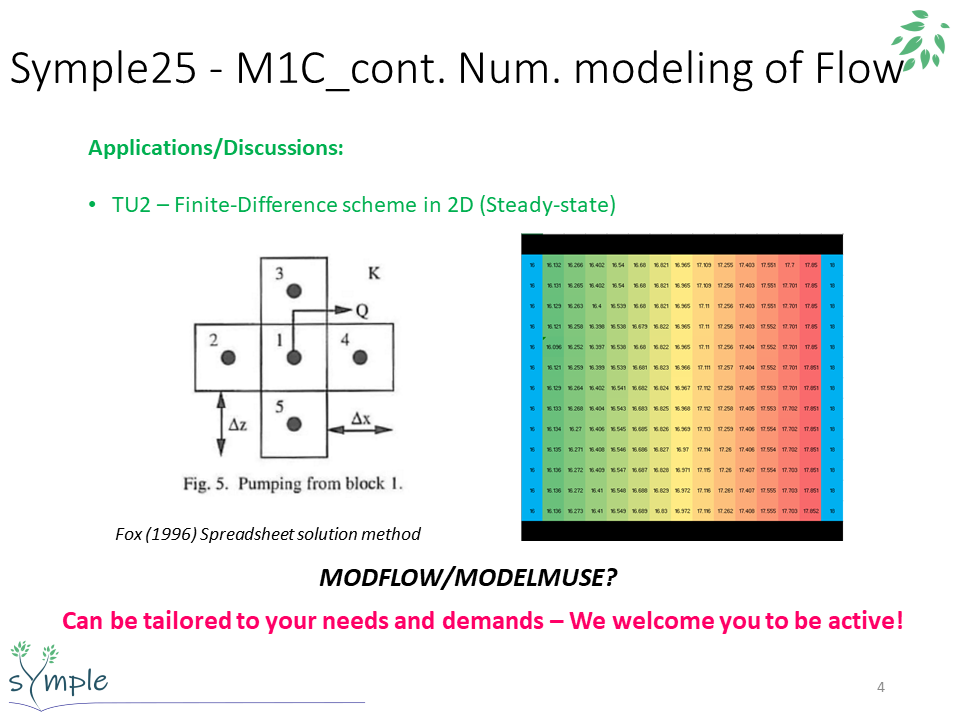 Symple25 - M1C_cont. Num. modeling of Flow
Applications/Discussions:
• TU2 – Finite-Difference scheme in 2D (Steady-state)
3 K
Q
2 1 4
5
Δz Δx
Fig. 5. Pumping from block 1.
16 16.132 16.266 16.402 16.54 16.68 16.821 16.965 17.109 17.255 17.403 17.551 17.7 17.85 18
16 16.131 16.265 16.402 16.54 16.68 16.821 16.965 17.109 17.256 17.403 17.551 17.701 17.85 18
16 16.129 16.263 16.4 16.539 16.68 16.821 16.965 17.11 17.256 17.403 17.551 17.701 17.85 18
16 16.121 16.258 16.398 16.538 16.679 16.822 16.965 17.11 17.256 17.403 17.552 17.701 17.85 18
16 16.096 16.252 16.397 16.538 16.68 16.822 16.965 17.11 17.256 17.404 17.552 17.701 17.85 18
16 16.121 16.259 16.399 16.539 16.681 16.823 16.966 17.111 17.257 17.404 17.552 17.701 17.851 18
16 16.129 16.264 16.402 16.541 16.682 16.824 16.967 17.112 17.258 17.405 17.553 17.701 17.851 18
16 16.133 16.268 16.404 16.543 16.683 16.825 16.968 17.112 17.258 17.405 17.553 17.702 17.851 18
16 16.134 16.27 16.406 16.545 16.685 16.826 16.969 17.113 17.259 17.406 17.554 17.702 17.851 18
16 16.135 16.271 16.408 16.546 16.686 16.827 16.97 17.114 17.26 17.406 17.554 17.702 17.851 18
16 16.136 16.272 16.409 16.547 16.687 16.828 16.971 17.115 17.26 17.407 17.554 17.703 17.851 18
16 16.136 16.272 16.41 16.548 16.688 16.829 16.972 17.116 17.261 17.407 17.555 17.703 17.851 18
16 16.136 16.273 16.41 16.549 16.689 16.83 16.972 17.116 17.262 17.408 17.555 17.703 17.852 18
Fox (1996) Spreadsheet solution method
MODFLOW/MODELMUSE?
Can be tailored to your needs and demands – We welcome you to be active!
symple
4